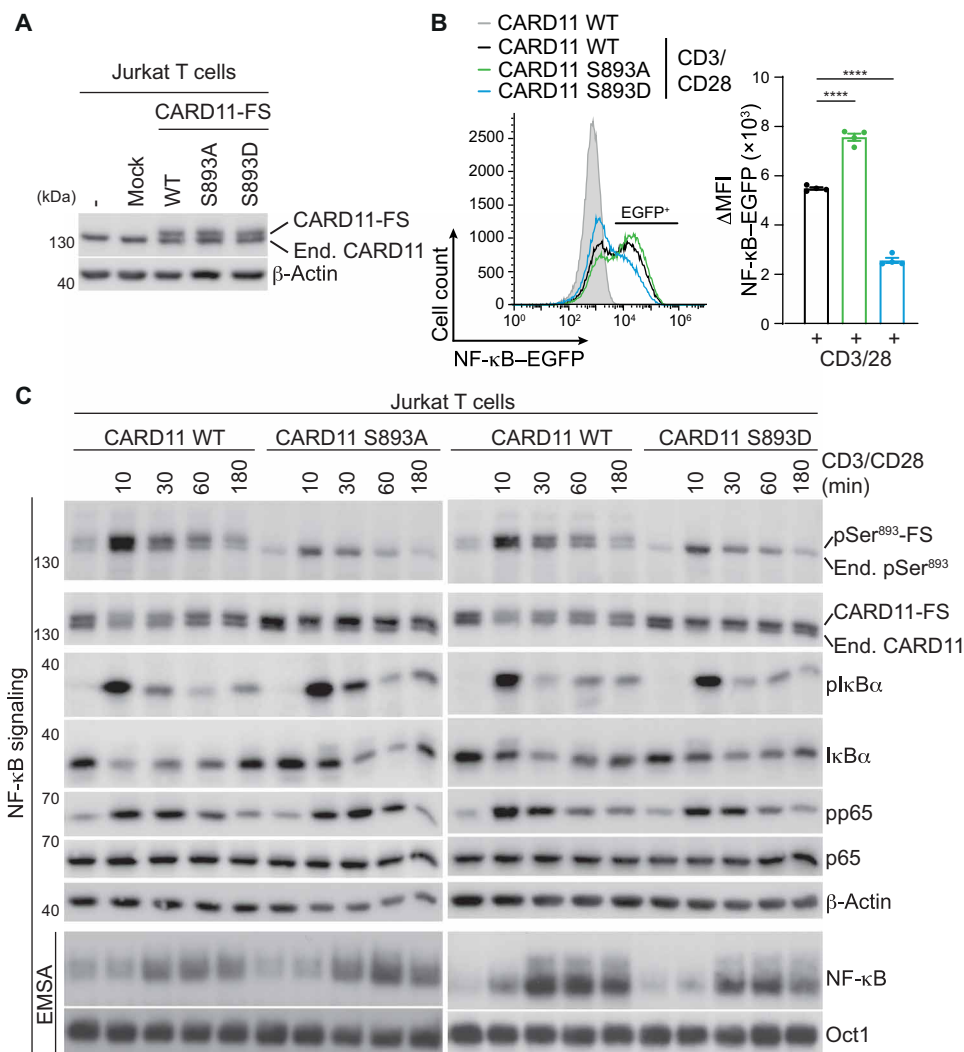 A
Jurkat T cells
CARD11-FS
(kDa)
-
Mock
WT
S893A
S893D
130
CARD11-FS
End. CARD11
40
β-Actin
B
CARD11 WT
CARD11 WT
CARD11 S893A
CARD11 S893D
CD3/
CD28
2500
2000
1500
1000
500
0
EGFP⁺
Cell count
10⁰ 10² 10⁴ 10⁶
NF-κB–EGFP
ΔMFI
NF-κB–EGFP (×10³)
10
8
6
4
2
0
**** 
****
+ + +
CD3/28
C
Jurkat T cells
CARD11 WT CARD11 S893A CARD11 WT CARD11 S893D
10 30 60 180 10 30 60 180 10 30 60 180 10 30 60 180
CD3/CD28
(min)
NF-κB signaling
130
pSer⁸⁹³-FS
End. pSer⁸⁹³
130
CARD11-FS
End. CARD11
40
pIκBα
40
IκBα
70
pp65
70
p65
40
β-Actin
EMSA
NF-κB
Oct1